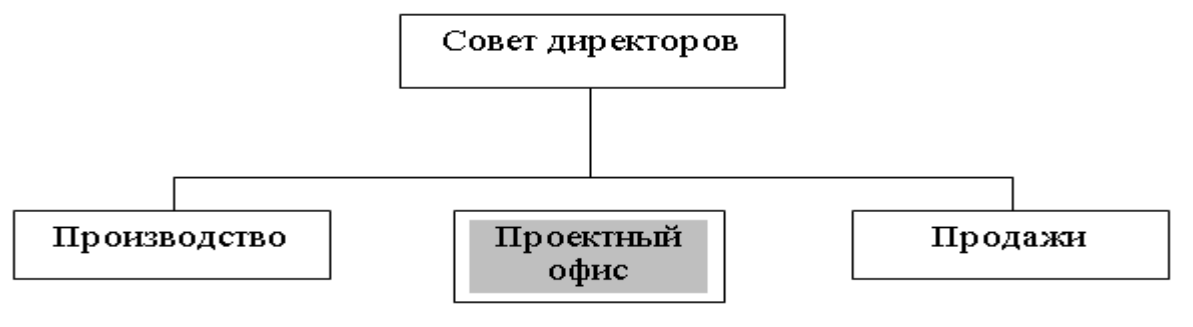 Совет директоров
Производство
Проектный
офис
Продажи